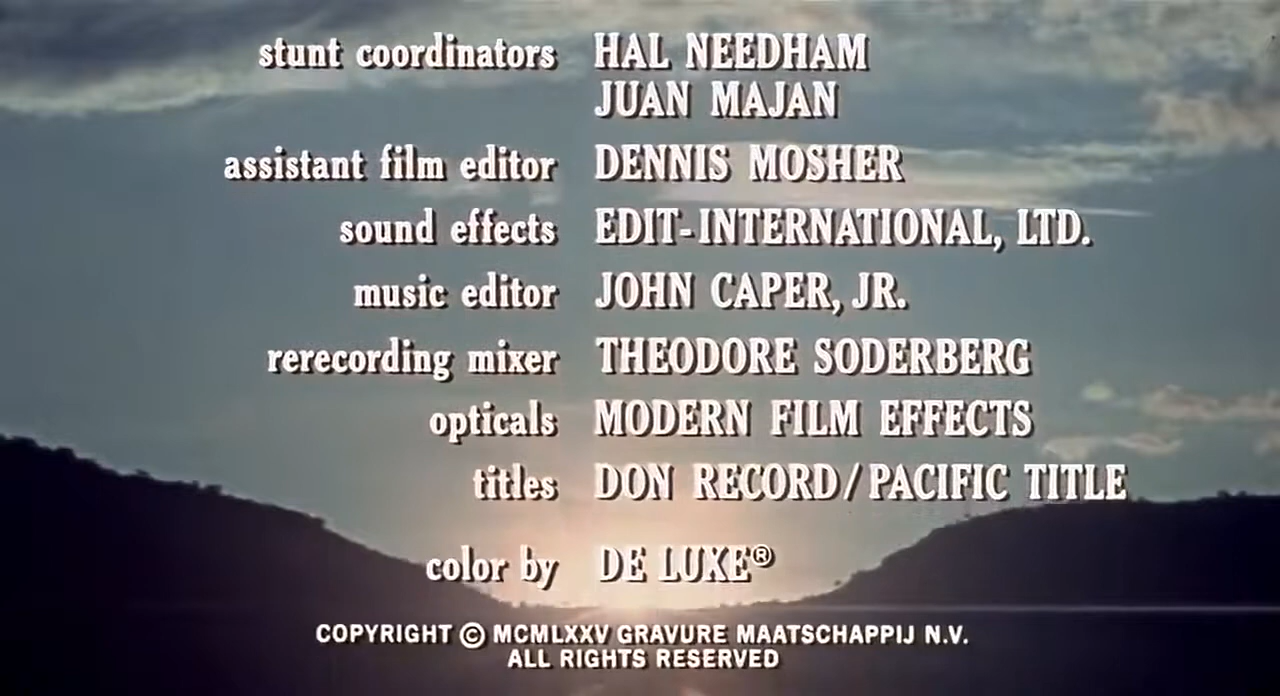 stunt coordinators HAL NEEDHAM
JUAN MAJAN
assistant film editor DENNIS MOSHER
sound effects EDIT-INTERNATIONAL, LTD.
music editor JOHN CAPER, JR.
rerecording mixer THEODORE SODERBERG
opticals MODERN FILM EFFECTS
titles DON RECORD/PACIFIC TITLE
color by DE LUXE®
COPYRIGHT © MCMLXXV GRAVURE MAATSCHAPPIJ N.V.
ALL RIGHTS RESERVED